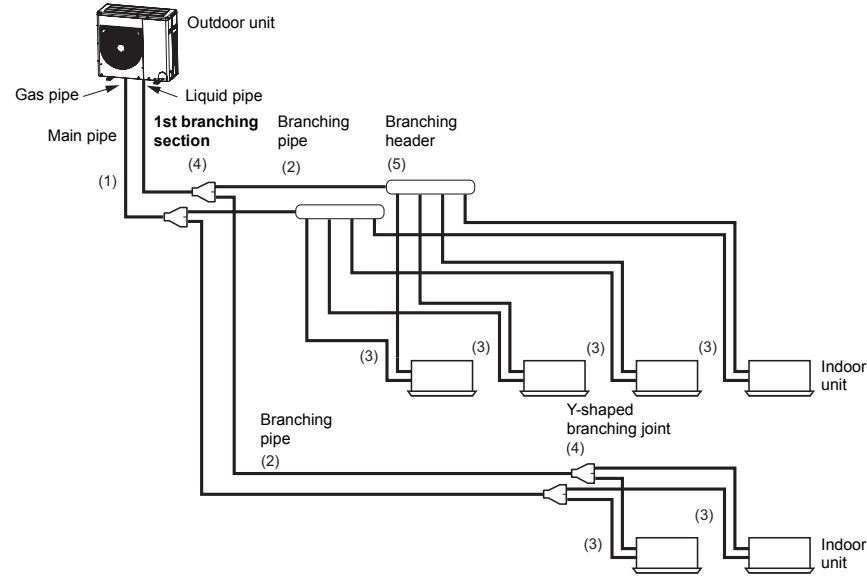 Outdoor unit
Gas pipe
Liquid pipe
Main pipe
1st branching
section
(4)
Branching
pipe
(2)
Branching
header
(5)
(1)
(3)
(3)
(3)
(3)
Indoor
unit
Branching
pipe
(2)
Y-shaped
branching joint
(4)
(3)
(3)
Indoor
unit